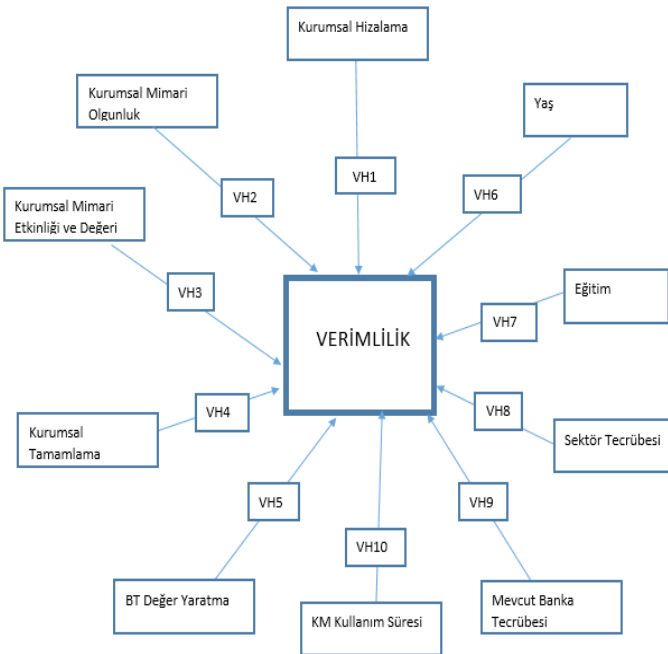 Kurumsal Hizalama
Kurumsal Mimari
Olgunluk
Yaş
VH1
VH6
VH2
Kurumsal Mimari
Etkinliği ve Değeri
VH3
Eğitim
VH7
VERİMLİLİK
VH4
VH8
Kurumsal
Tamamlama
Sektör Tecrübesi
VH5
VH9
VH10
BT Değer Yaratma
KM Kullanım Süresi
Mevcut Banka
Tecrübesi